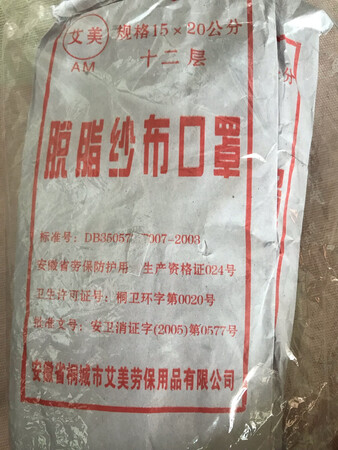 艾美
AM
规格15×20公分
十二层
脱脂纱布口罩
标准号:DB35057 7007-2003
安徽省劳保防护用 生产资格证024号
卫生许可证号:桐卫环字第0020号
批准文号:安卫消证字(2005)第0577号
安徽省桐城市艾美劳保用品有限公司
公分